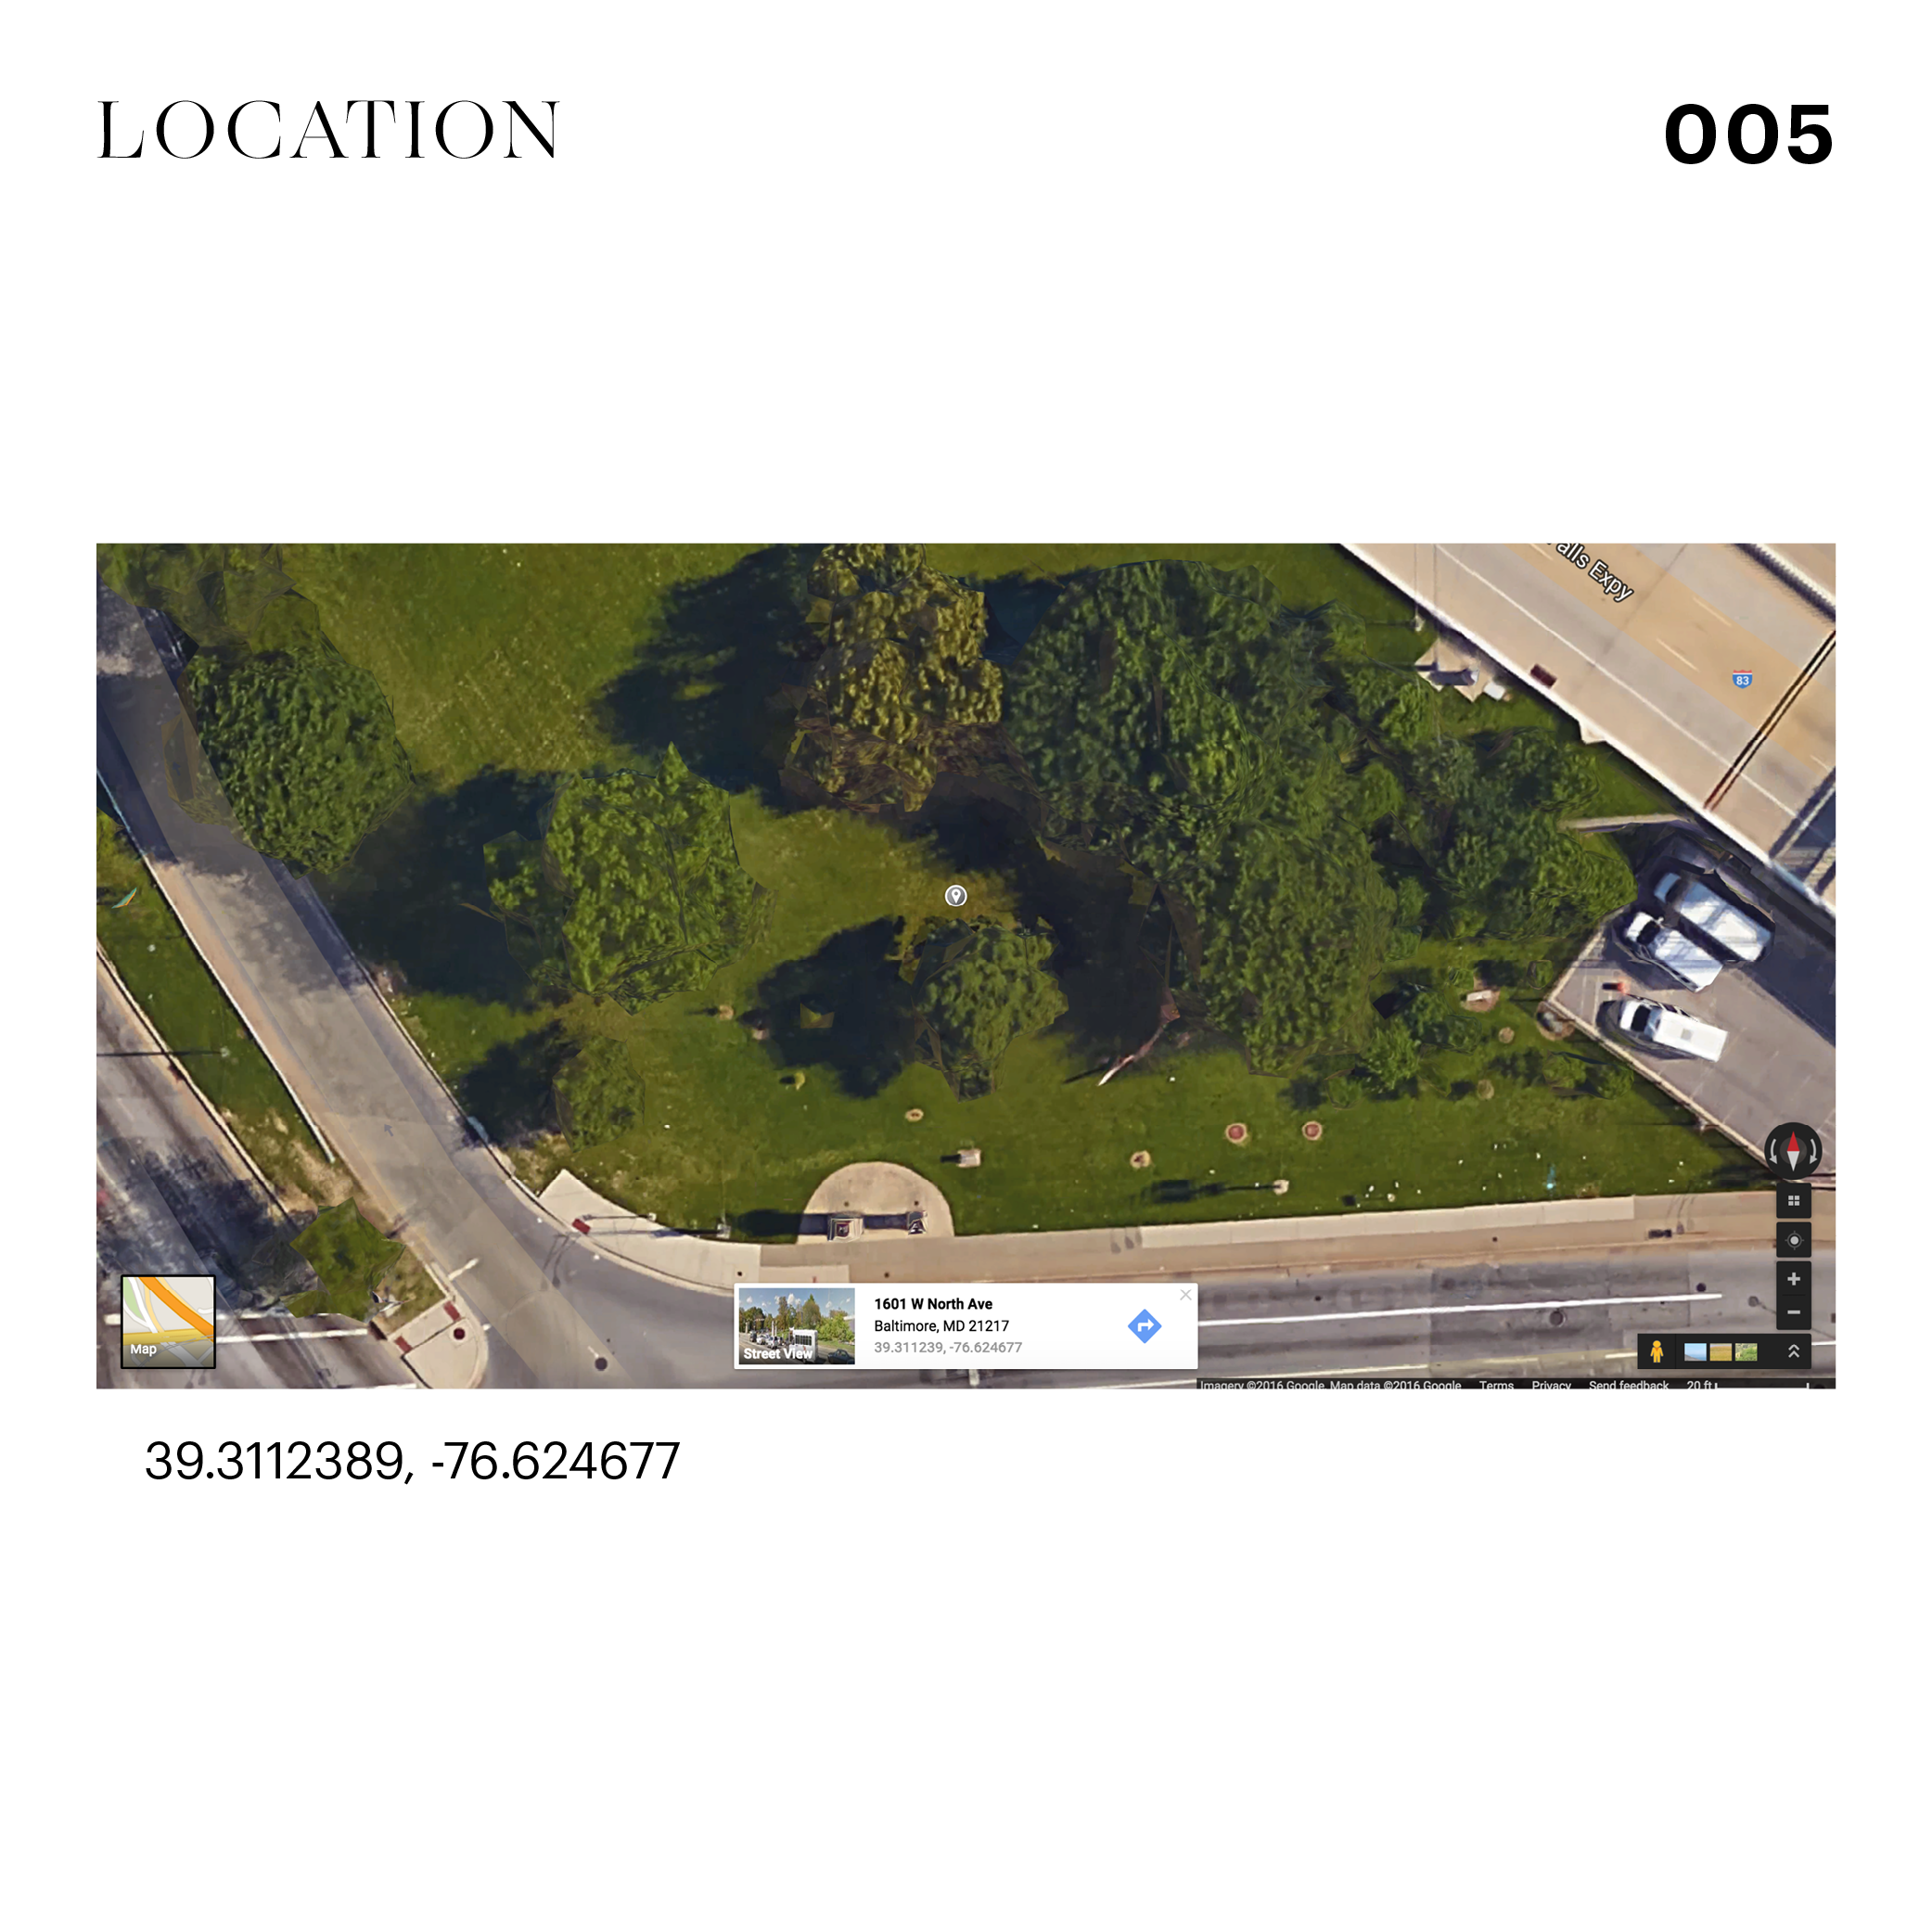 LOCATION
005
alls Expy
83
1601 W North Ave
Baltimore, MD 21217
39.311239, -76.624677
Street View
Map
Imagery ©2016 Google, Map data ©2016 Google Terms Privacy Send feedback 20 ft
39.3112389, -76.624677